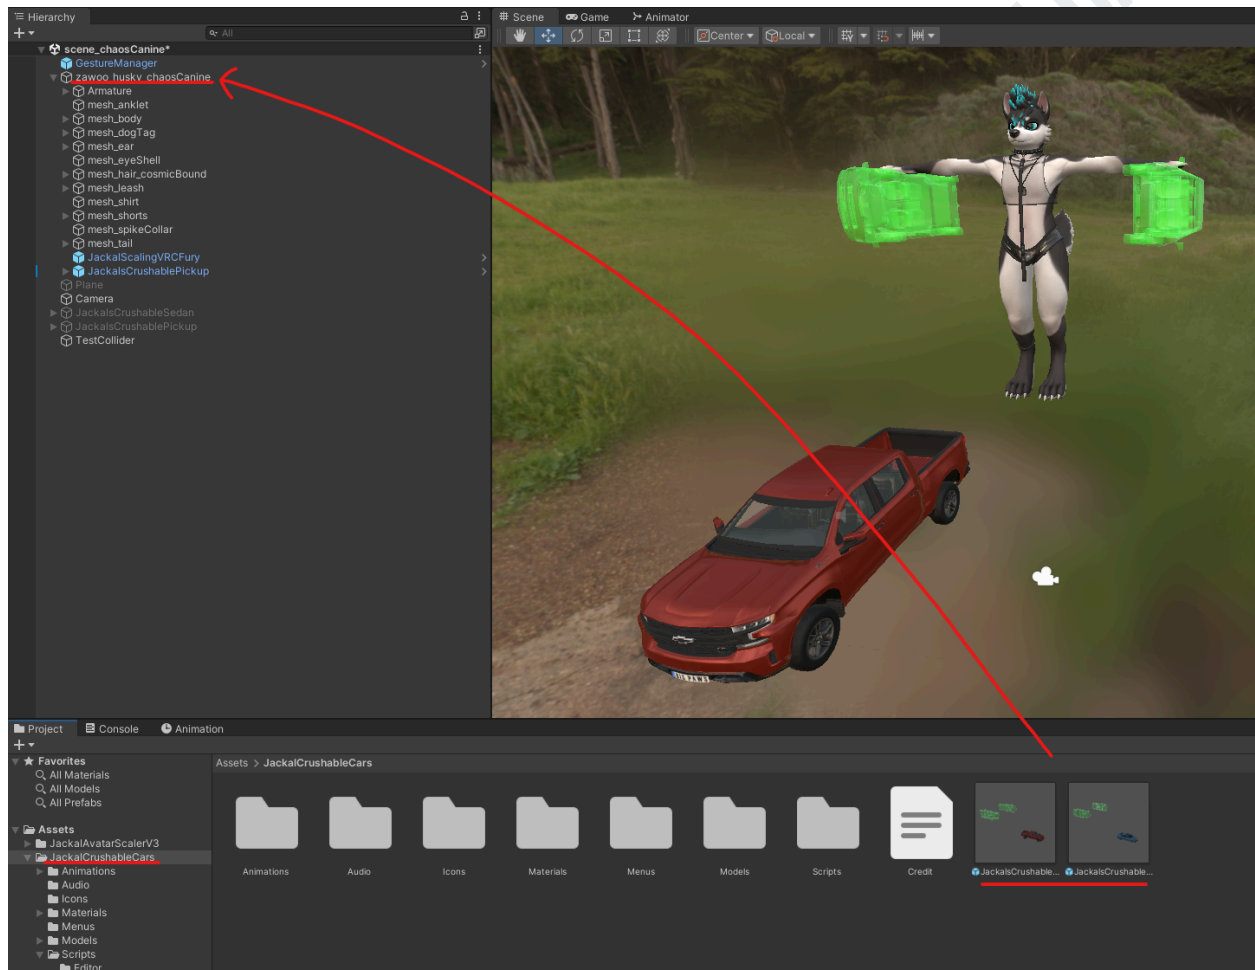 Hierarchy
All
scene_chaosCanine*
GestureManager
zawoo_husky_chaosCanine
Armature
mesh_anklet
mesh_body
mesh_dogTag
mesh_ear
mesh_eyeShell
mesh_hair_cosmicBound
mesh_leash
mesh_shirt
mesh_shorts
mesh_spikeCollar
mesh_tail
JackalScalingVRCFury
JackalsCrushablePickup
Plane
Camera
JackalsCrushableSedan
JackalsCrushablePickup
TestCollider
Scene Game Animator
Center Local
Project Console Animation
Favorites
All Materials
All Models
All Prefabs
Assets
JackalAvatarScalerV3
JackalCrushableCars
Animations
Audio
Icons
Materials
Menus
Models
Scripts
Editor
Assets > JackalCrushableCars
Animations Audio Icons Materials Menus Models Scripts Credit JackalsCrushable... JackalsCrushable...